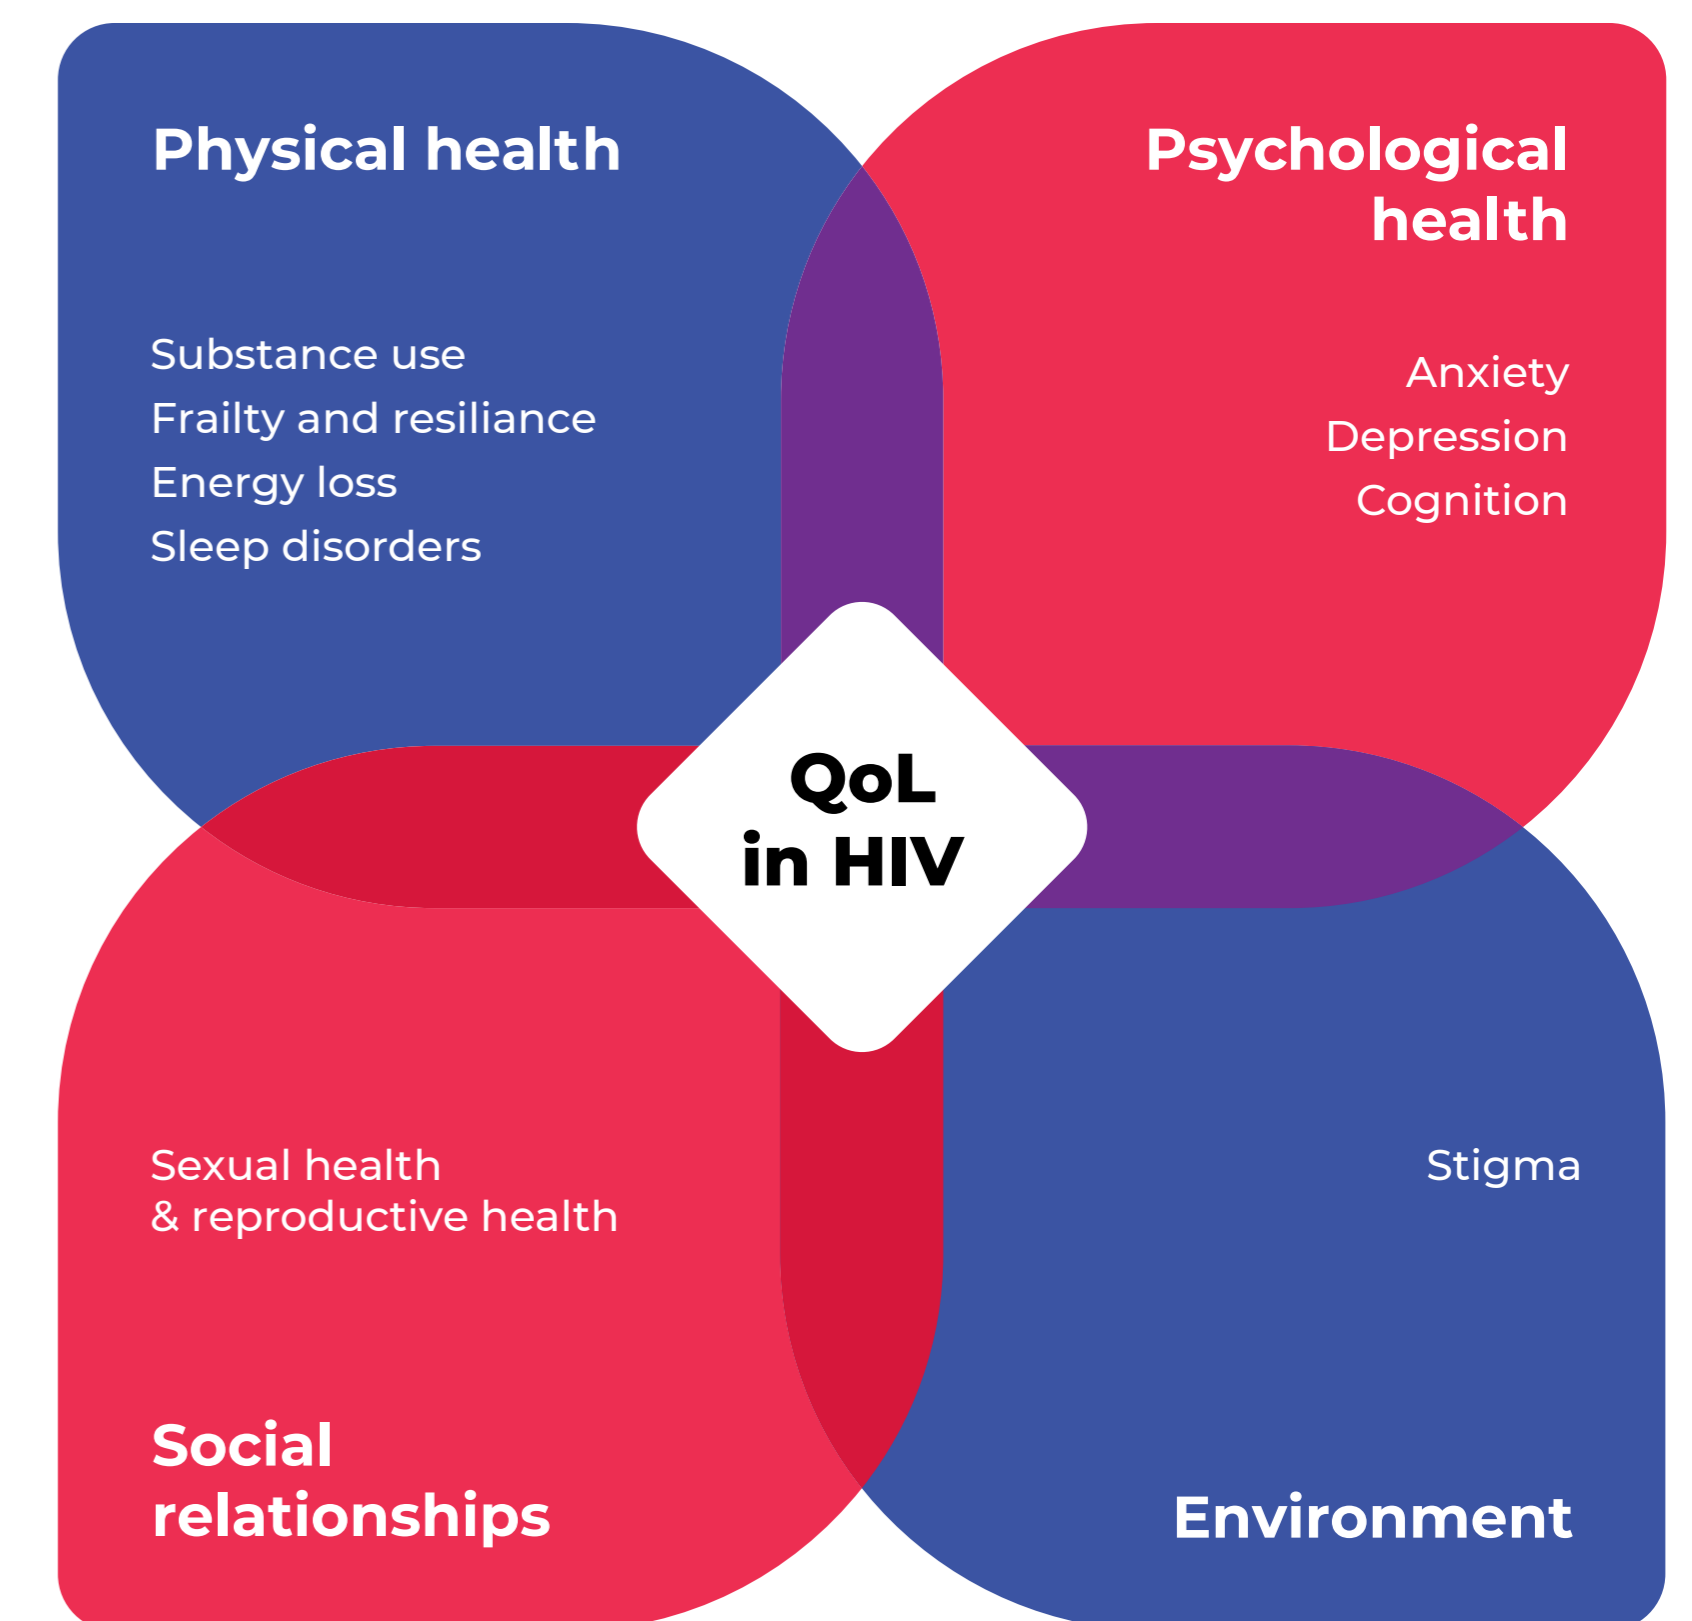 Physical health
Substance use
Frailty and resiliance
Energy loss
Sleep disorders
Psychological
health
Anxiety
Depression
Cognition
QoL
in HIV
Sexual health
& reproductive health
Social
relationships
Stigma
Environment